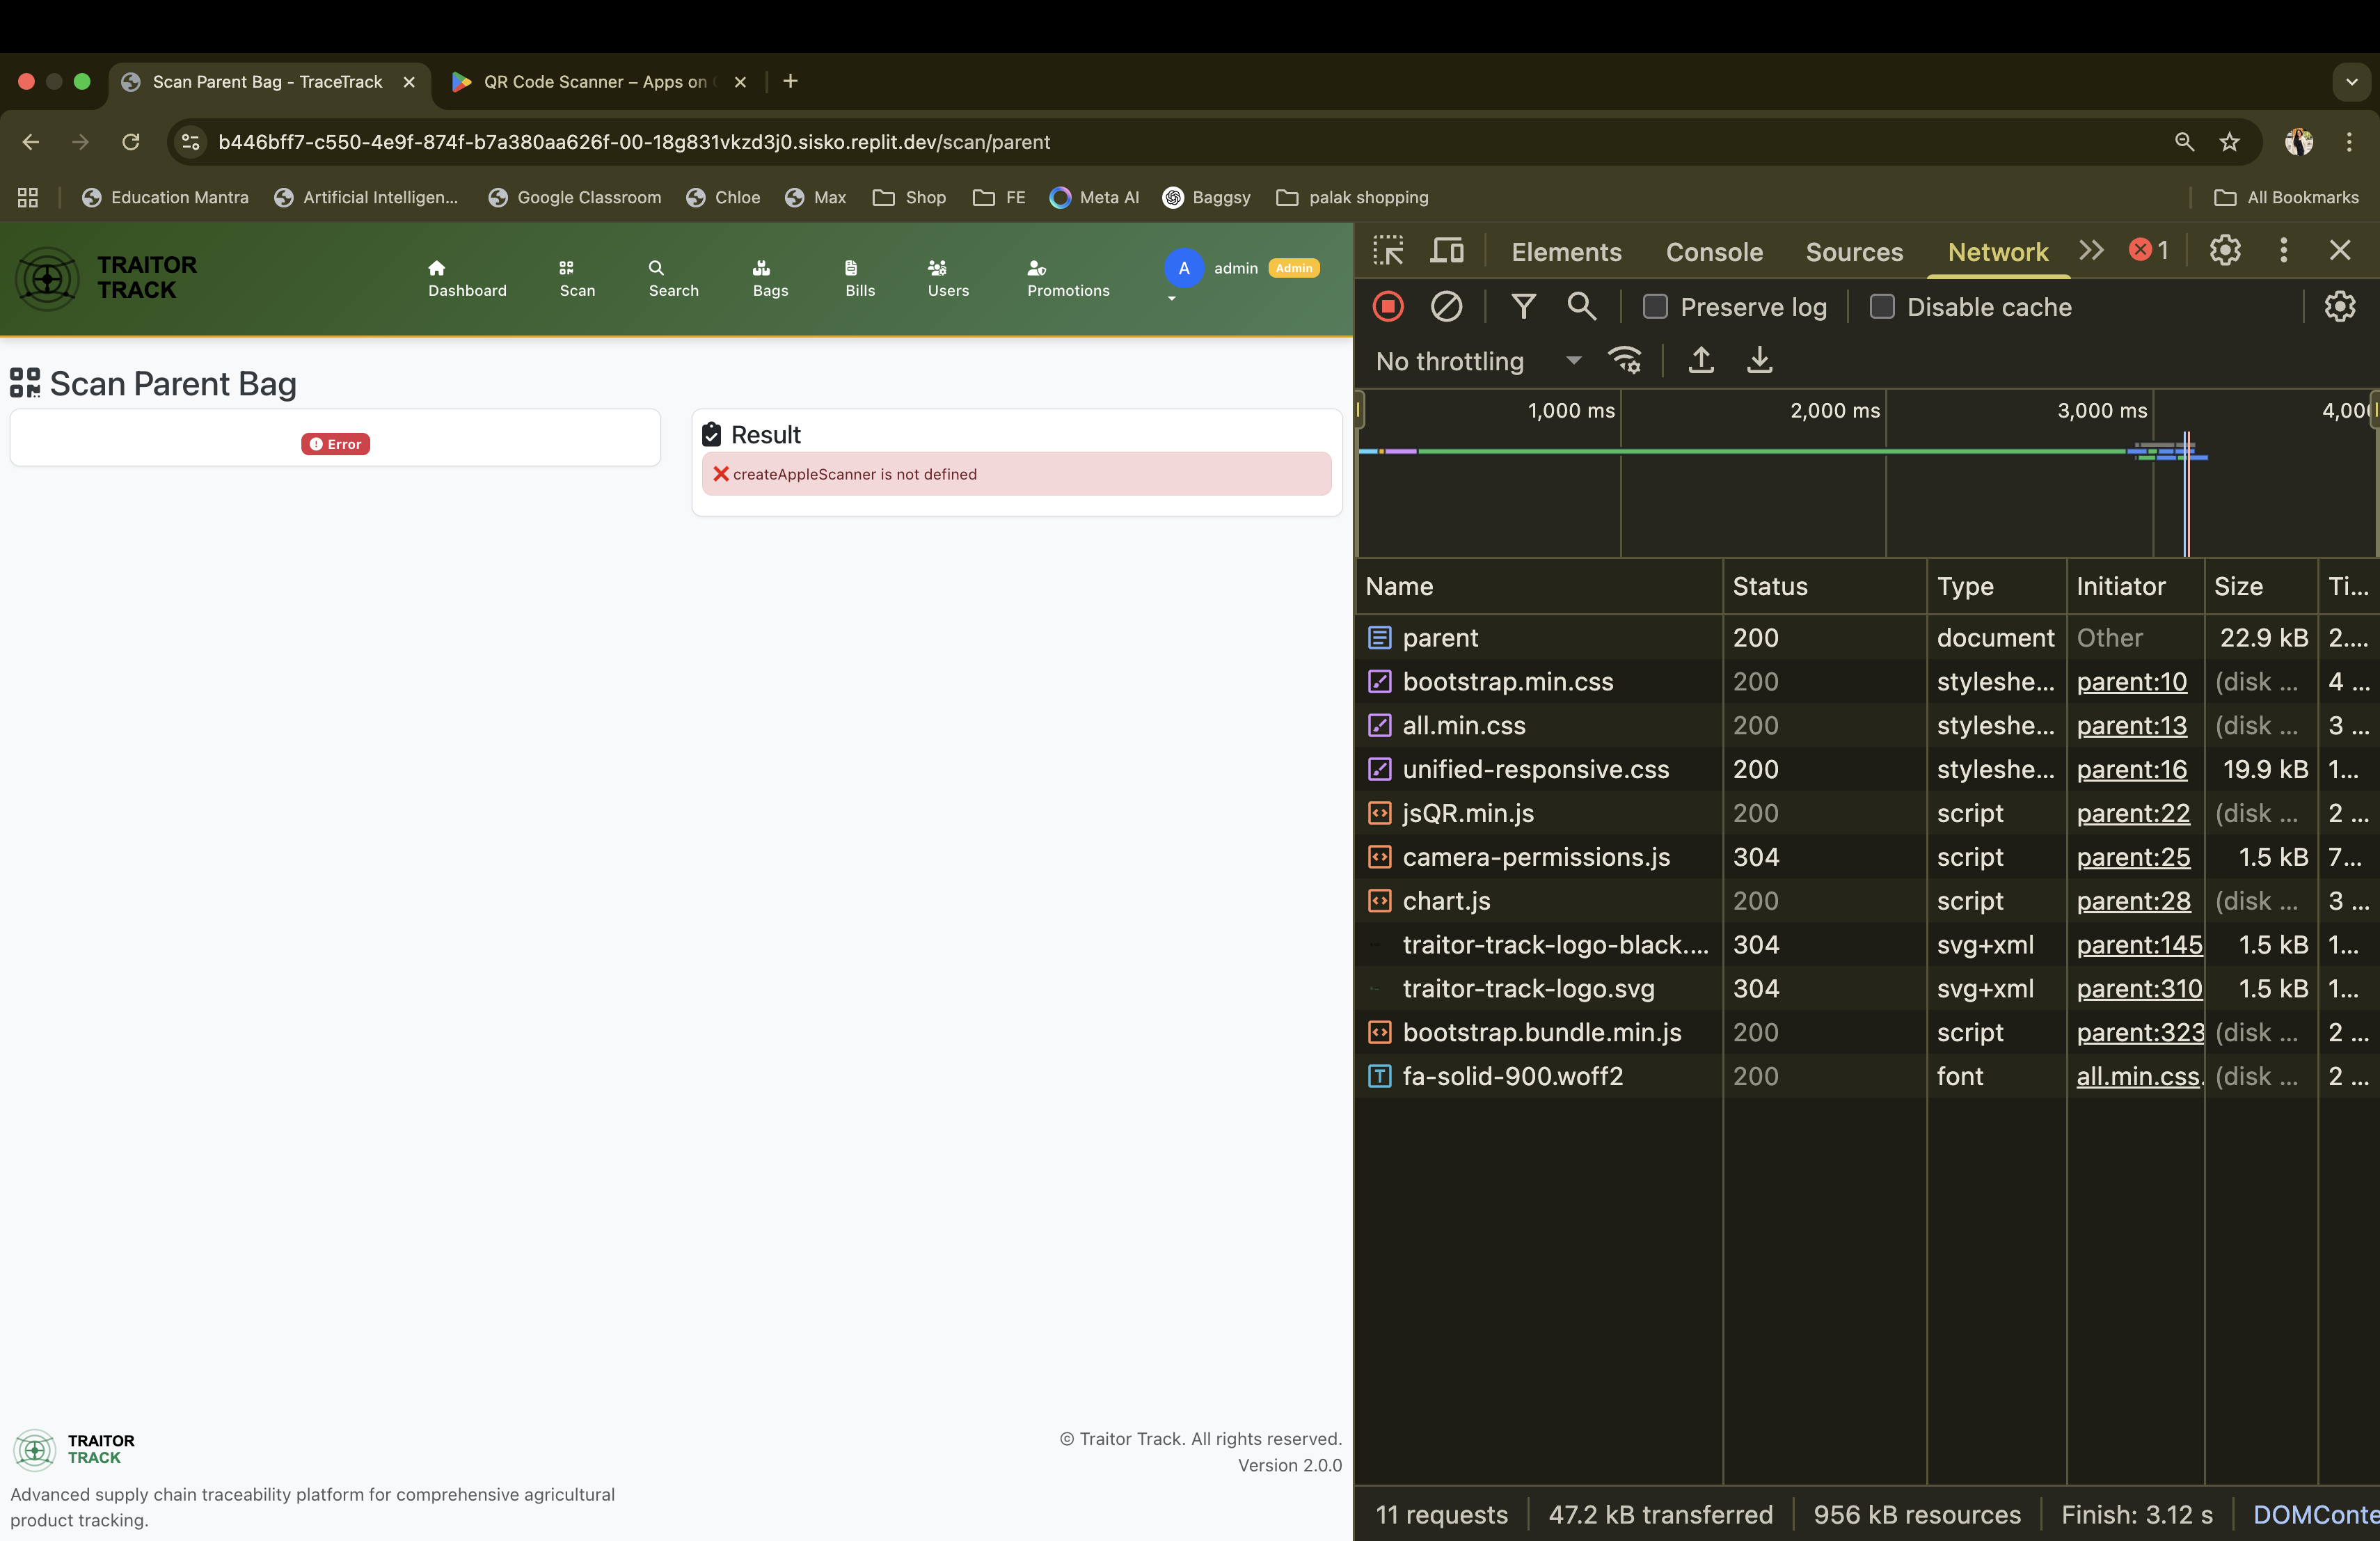 Scan Parent Bag - TraceTrack
QR Code Scanner – Apps on
b446bff7-c550-4e9f-874f-b7a380aa626f-00-18g831vkzd3j0.sisko.replit.dev/scan/parent
Education Mantra
Artificial Intelligen...
Google Classroom
Chloe
Max
Shop
FE
Meta AI
Baggsy
palak shopping
All Bookmarks
TRAITOR
TRACK
Dashboard
Scan
Search
Bags
Bills
Users
Promotions
A
admin
Admin
Scan Parent Bag
Error
Result
createAppleScanner is not defined
TRAITOR
TRACK
Advanced supply chain traceability platform for comprehensive agricultural
product tracking.
© Traitor Track. All rights reserved.
Version 2.0.0
Elements
Console
Sources
Network
1
Preserve log
Disable cache
No throttling
1,000 ms
2,000 ms
3,000 ms
4,00
Name Status Type Initiator Size Ti...
parent 200 document Other 22.9 kB 2....
bootstrap.min.css 200 styleshe... parent:10 (disk ... 4 ...
all.min.css 200 styleshe... parent:13 (disk ... 3 ...
unified-responsive.css 200 styleshe... parent:16 19.9 kB 1...
jsQR.min.js 200 script parent:22 (disk ... 2 ...
camera-permissions.js 304 script parent:25 1.5 kB 7...
chart.js 200 script parent:28 (disk ... 3 ...
traitor-track-logo-black.... 304 svg+xml parent:145 1.5 kB 1...
traitor-track-logo.svg 304 svg+xml parent:310 1.5 kB 1...
bootstrap.bundle.min.js 200 script parent:323 (disk ... 2 ...
fa-solid-900.woff2 200 font all.min.css. (disk ... 2 ...
11 requests
47.2 kB transferred
956 kB resources
Finish: 3.12 s
DOMConte